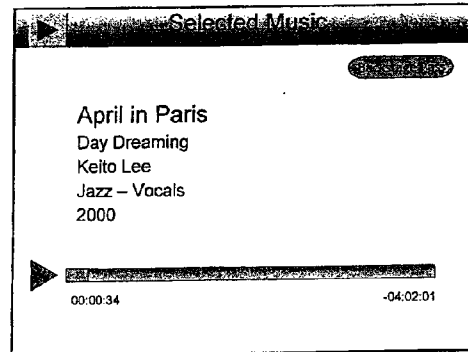 Selected Music
April in Paris
Day Dreaming
Keito Lee
Jazz – Vocals
2000
00:00:34
-04:02:01